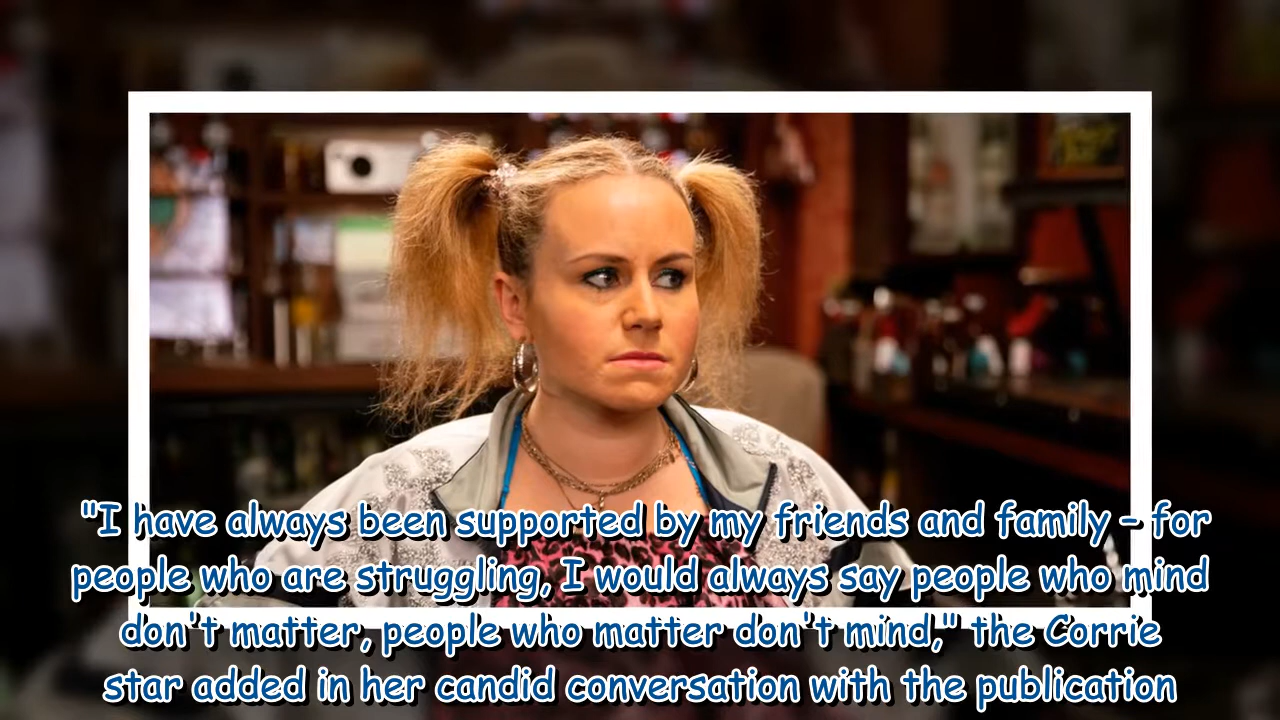 "I have always been supported by my friends and family – for
people who are struggling, I would always say people who mind
don't matter, people who matter don't mind," the Corrie
star added in her candid conversation with the publication